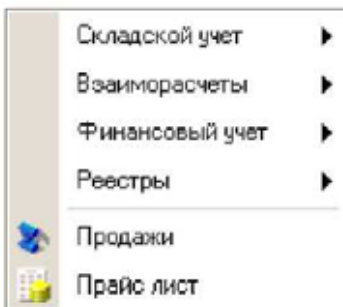 Складской учет
Взаиморасчеты
Финансовый учет
Реестры
Продажи
Прайс лист